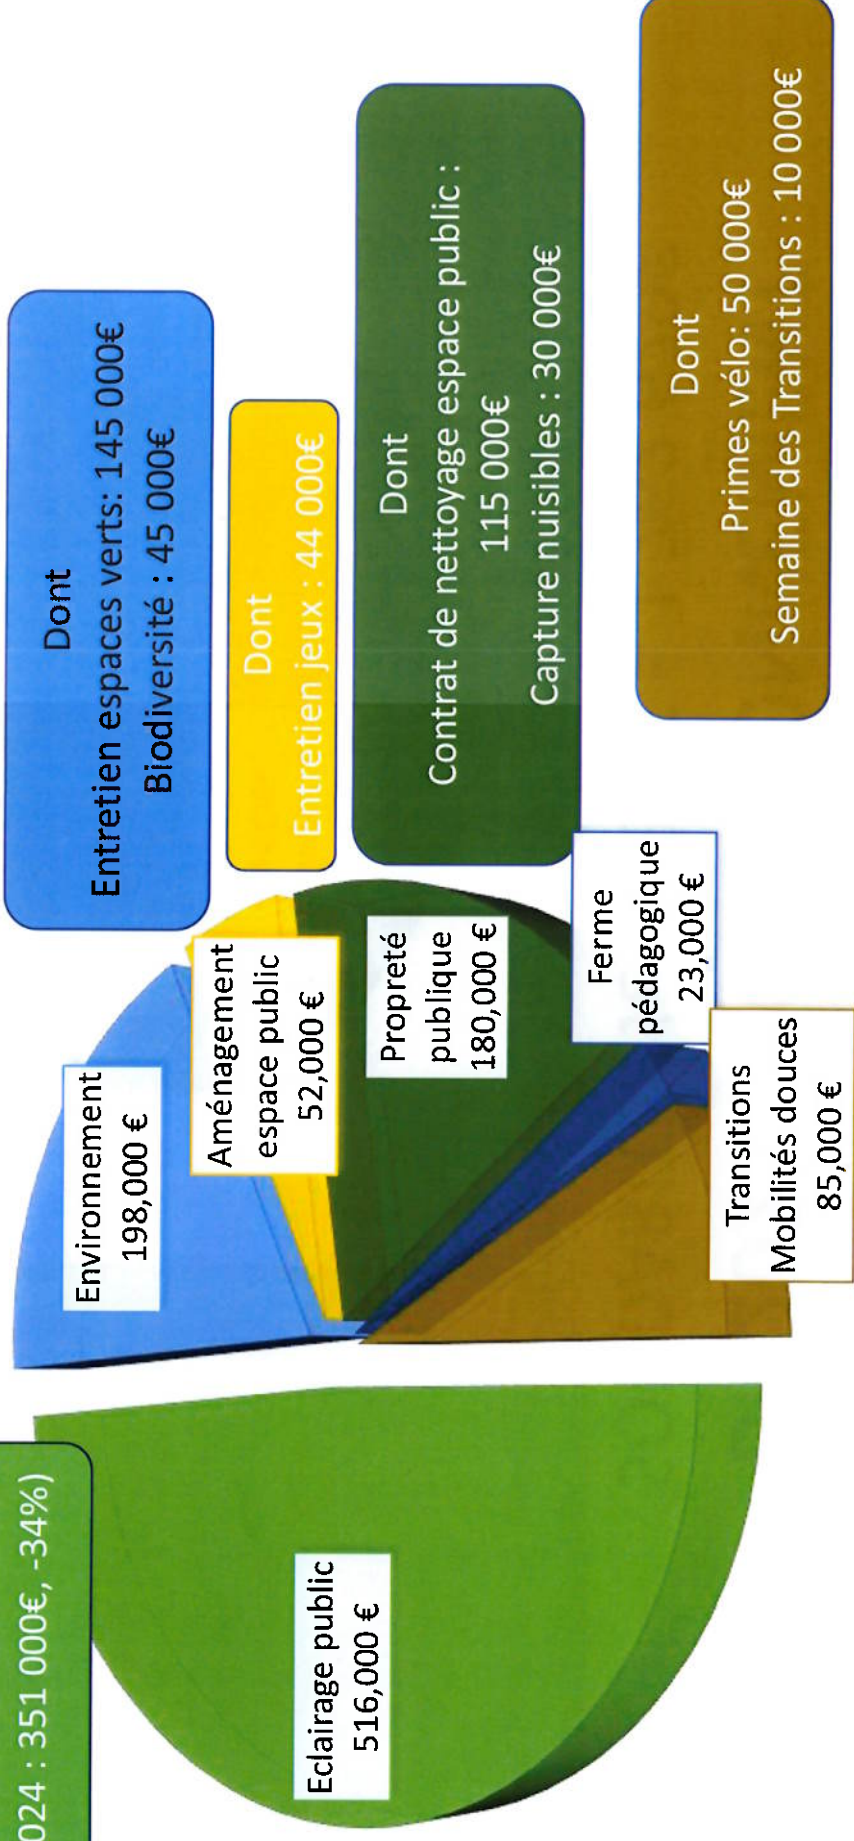 024 : 351 000€, -34%)
Eclairage public
516,000 €
Environnement
198,000 €
Aménagement
espace public
52,000 €
Propreté
publique
180,000 €
Ferme
pédagogique
23,000 €
Transitions
Mobilités douces
85,000 €
Dont
Entretien espaces verts: 145 000€
Biodiversité : 45 000€
Dont
Entretien jeux : 44 000€
Dont
Contrat de nettoyage espace public :
115 000€
Capture nuisibles : 30 000€
Dont
Primes vélo: 50 000€
Semaine des Transitions : 10 000€